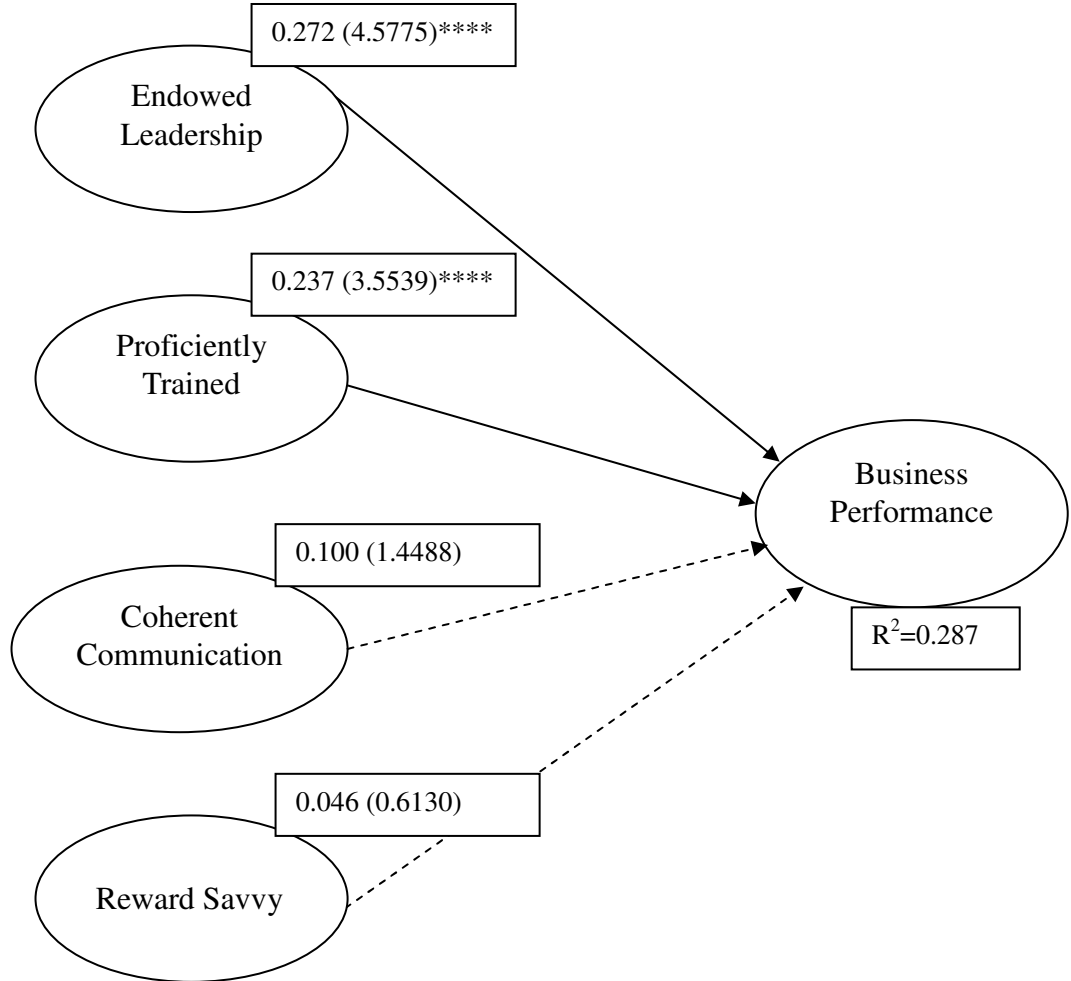 0.272 (4.5775)****
Endowed
Leadership
0.237 (3.5539)****
Proficiently
Trained
Business
Performance
0.100 (1.4488)
Coherent
Communication
R²=0.287
0.046 (0.6130)
Reward Savvy